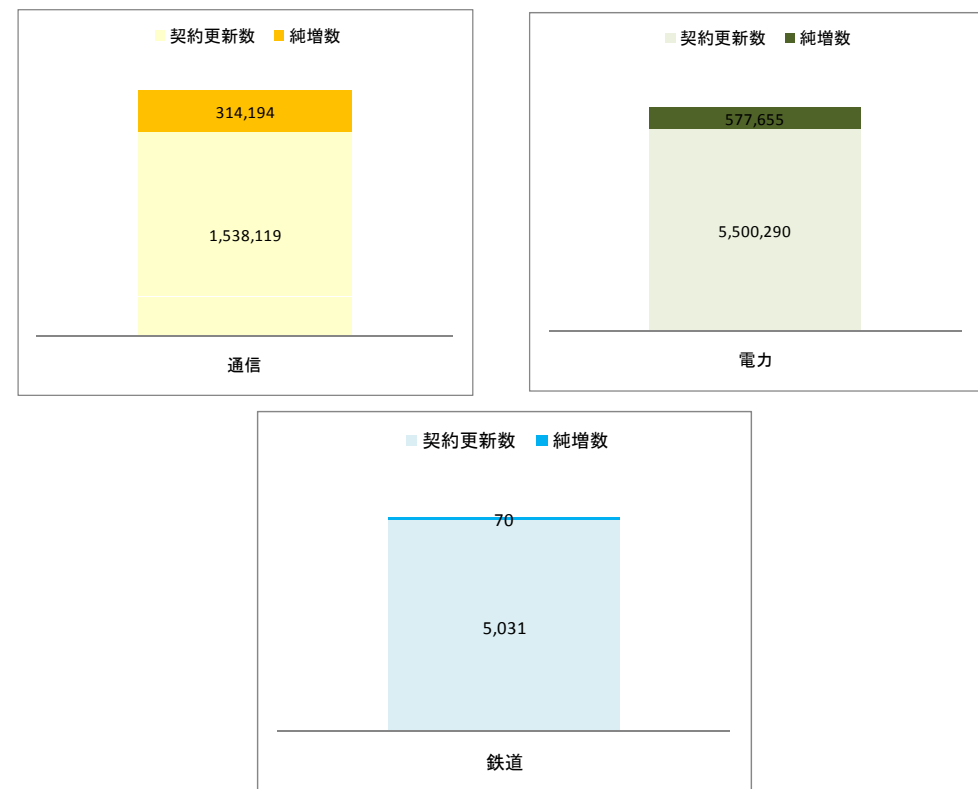 契約更新数 純増数
314,194
1,538,119
通信
契約更新数 純増数
577,655
5,500,290
電力
契約更新数 純増数
70
5,031
鉄道